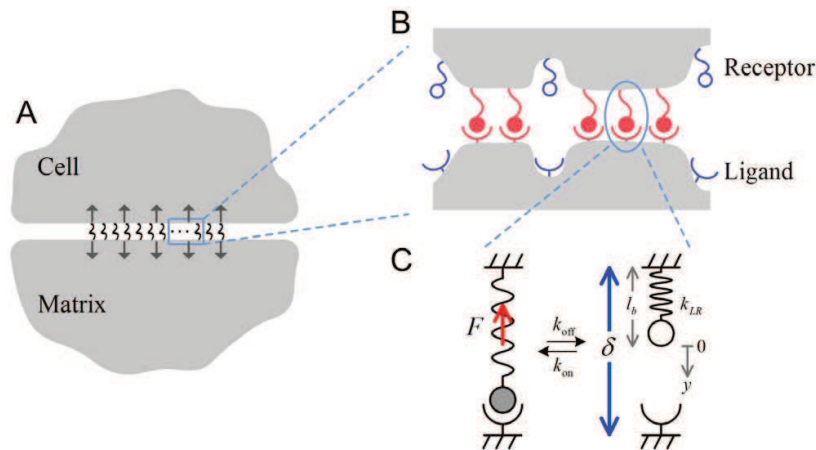 B
Receptor
A
Cell
Ligand
Matrix
C
F
k_off
k_on
δ
l_b
k_LR
0
y